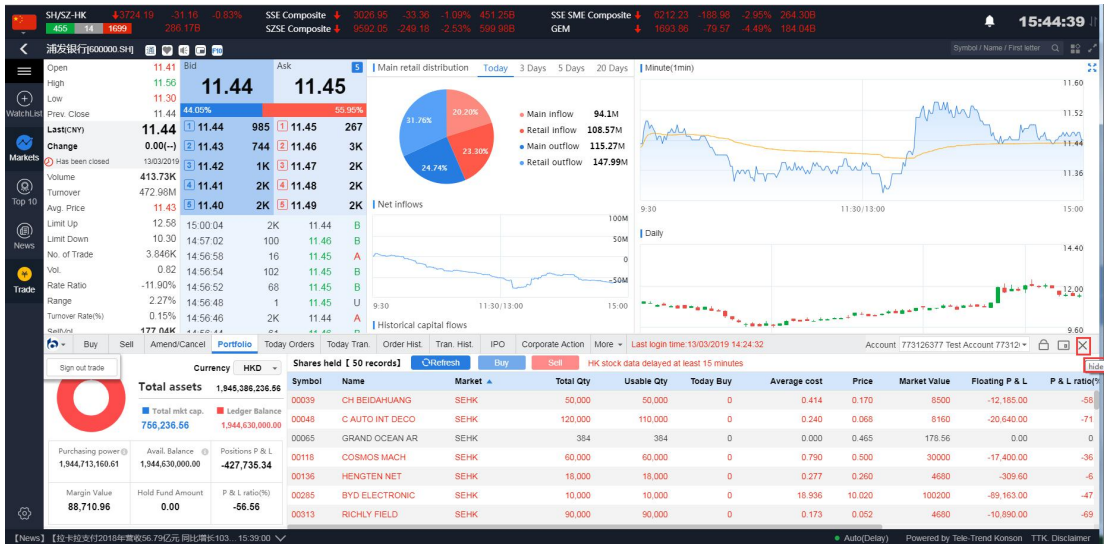 SH/SZ-HK 3724.19 -31.16 -0.83% SSE Composite 3026.95 -33.36 -1.09% 451.25B SSE SME Composite 6212.23 -188.98 -2.95% 264.30B
455 14 1699 286.17B SZSE Composite 9592.05 -249.18 -2.53% 599.98B GEM 1693.86 -79.57 -4.49% 184.04B
15:44:39
浦发银行[600000.SH] F10 Symbol / Name / First letter
WatchList
Markets
Top 10
News
Trade
Open 11.41
High 11.56
Low 11.30
Prev. Close 11.44
Last(CNY) 11.44
Change 0.00(--)
Has been closed 13/03/2019
Volume 413.73K
Turnover 472.98M
Avg. Price 11.43
Limit Up 12.58
Limit Down 10.30
No. of Trade 3.846K
Vol. 0.82
Rate Ratio -11.90%
Range 2.27%
Turnover Rate(%) 0.15%
Self/Vol 177.04K
Bid Ask 5
11.44 11.45
44.05% 55.95%
1 11.44 985 1 11.45 267
2 11.43 744 2 11.46 3K
3 11.42 1K 3 11.47 2K
4 11.41 2K 4 11.48 2K
5 11.40 2K 5 11.49 2K
15:00:04 2K 11.44 B
14:57:02 100 11.46 B
14:56:58 16 11.45 A
14:56:54 102 11.45 B
14:56:52 68 11.45 B
14:56:48 1 11.45 U
14:56:46 2K 11.44 A
14:56:44 61 11.46 B
Main retail distribution Today 3 Days 5 Days 20 Days
31.76% 20.20%
24.74% 23.30%
Main inflow 94.1M
Retail inflow 108.57M
Main outflow 115.27M
Retail outflow 147.99M
Net inflows
100M
50M
0
-50M
9:30 11:30/13:00 15:00
Historical capital flows
Minute(1min)
11.60
11.52
11.44
11.36
9:30 11:30/13:00 15:00
Daily
14.40
12.00
9.60
Buy Sell Amend/Cancel Portfolio Today Orders Today Tran. Order Hist. Tran. Hist. IPO Corporate Action More Last login time:13/03/2019 14:24:32 Account 773126377 Test Account 77312
hide
Sign out trade
Currency HKD
Total assets 1,945,386,236.56
Total mkt cap. Ledger Balance
756,236.56 1,944,630,000.00
Purchasing power Avail. Balance Positions P & L
1,944,713,160.61 1,944,630,000.00 -427,735.34
Margin Value Hold Fund Amount P & L ratio(%)
88,710.96 0.00 -56.56
Shares held【 50 records】 Refresh Buy Sell HK stock data delayed at least 15 minutes
Symbol Name Market Total Qty Usable Qty Today Buy Average cost Price Market Value Floating P & L P & L ratio(%
00039 CH BEIDAHUANG SEHK 50,000 50,000 0 0.414 0.170 8500 -12,185.00 -58
00048 C AUTO INT DECO SEHK 120,000 110,000 0 0.240 0.068 8160 -20,640.00 -71
00065 GRAND OCEAN AR SEHK 384 384 0 0.000 0.465 178.56 0.00 0
00118 COSMOS MACH SEHK 60,000 60,000 0 0.790 0.500 30000 -17,400.00 -36
00136 HENGTEN NET SEHK 18,000 18,000 0 0.277 0.260 4680 -309.60 -6
00285 BYD ELECTRONIC SEHK 10,000 10,000 0 18.936 10.020 100200 -89,163.00 -47
00313 RICHLY FIELD SEHK 90,000 90,000 0 0.173 0.052 4680 -10,890.00 -69
【News】【拉卡拉支付2018年营收56.79亿元 同比增长103... 15:39:00 Auto(Delay) Powered by Tele-Trend Konson TTK. Disclaimer